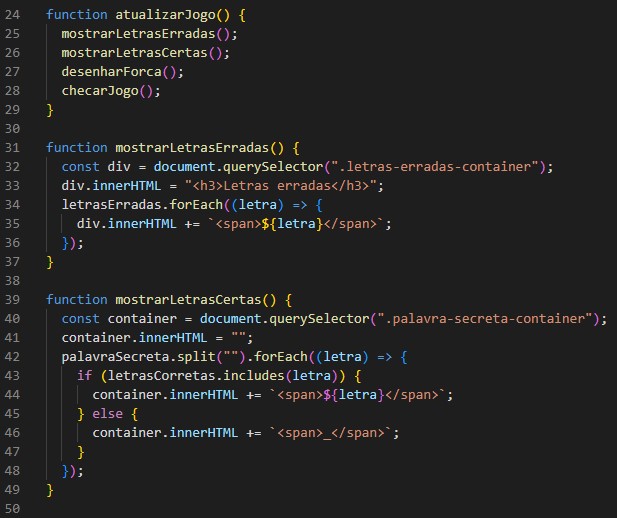 24 function atualizarJogo() {
25   mostrarLetrasErradas();
26   mostrarLetrasCertas();
27   desenharForca();
28   checarJogo();
29 }
30
31 function mostrarLetrasErradas() {
32   const div = document.querySelector(".letras-erradas-container");
33   div.innerHTML = "<h3>Letras erradas</h3>";
34   letrasErradas.forEach((letra) => {
35     div.innerHTML += `<span>${letra}</span>`;
36   });
37 }
38
39 function mostrarLetrasCertas() {
40   const container = document.querySelector(".palavra-secreta-container");
41   container.innerHTML = "";
42   palavraSecreta.split("").forEach((letra) => {
43     if (letrasCorretas.includes(letra)) {
44       container.innerHTML += `<span>${letra}</span>`;
45     } else {
46       container.innerHTML += `<span>_</span>`;
47     }
48   });
49 }
50